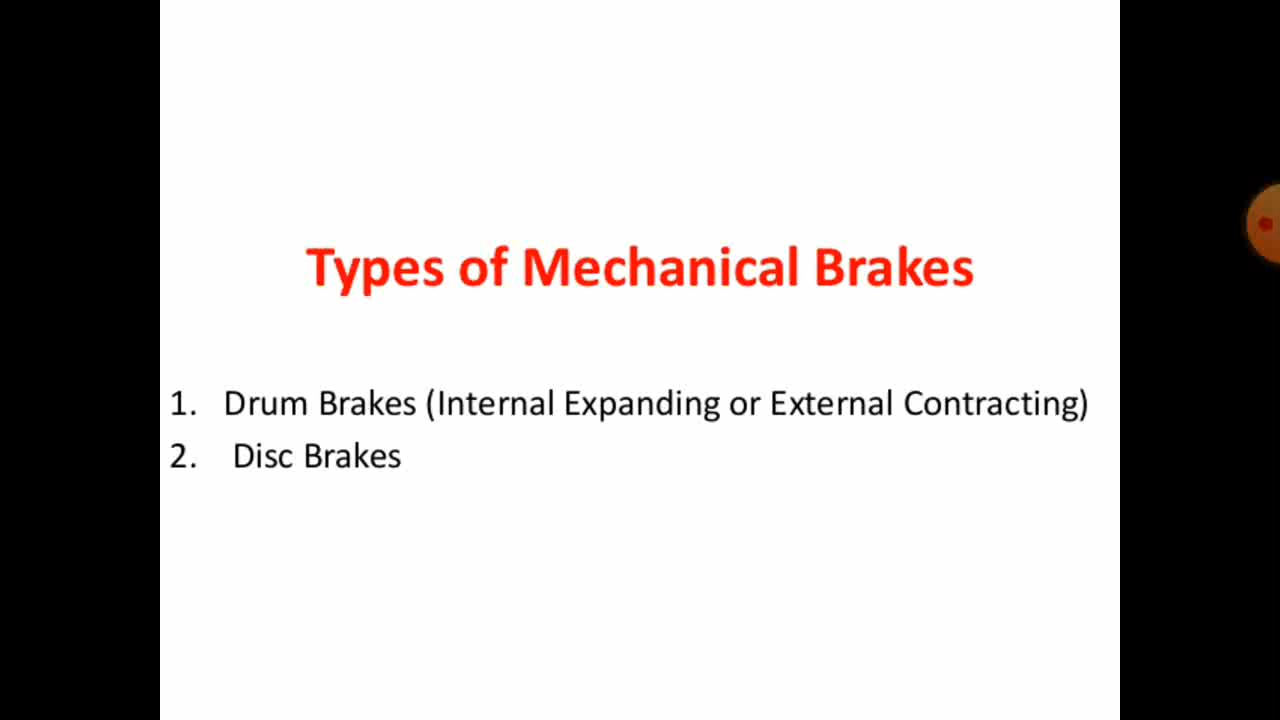 Types of Mechanical Brakes
1. Drum Brakes (Internal Expanding or External Contracting)
2. Disc Brakes